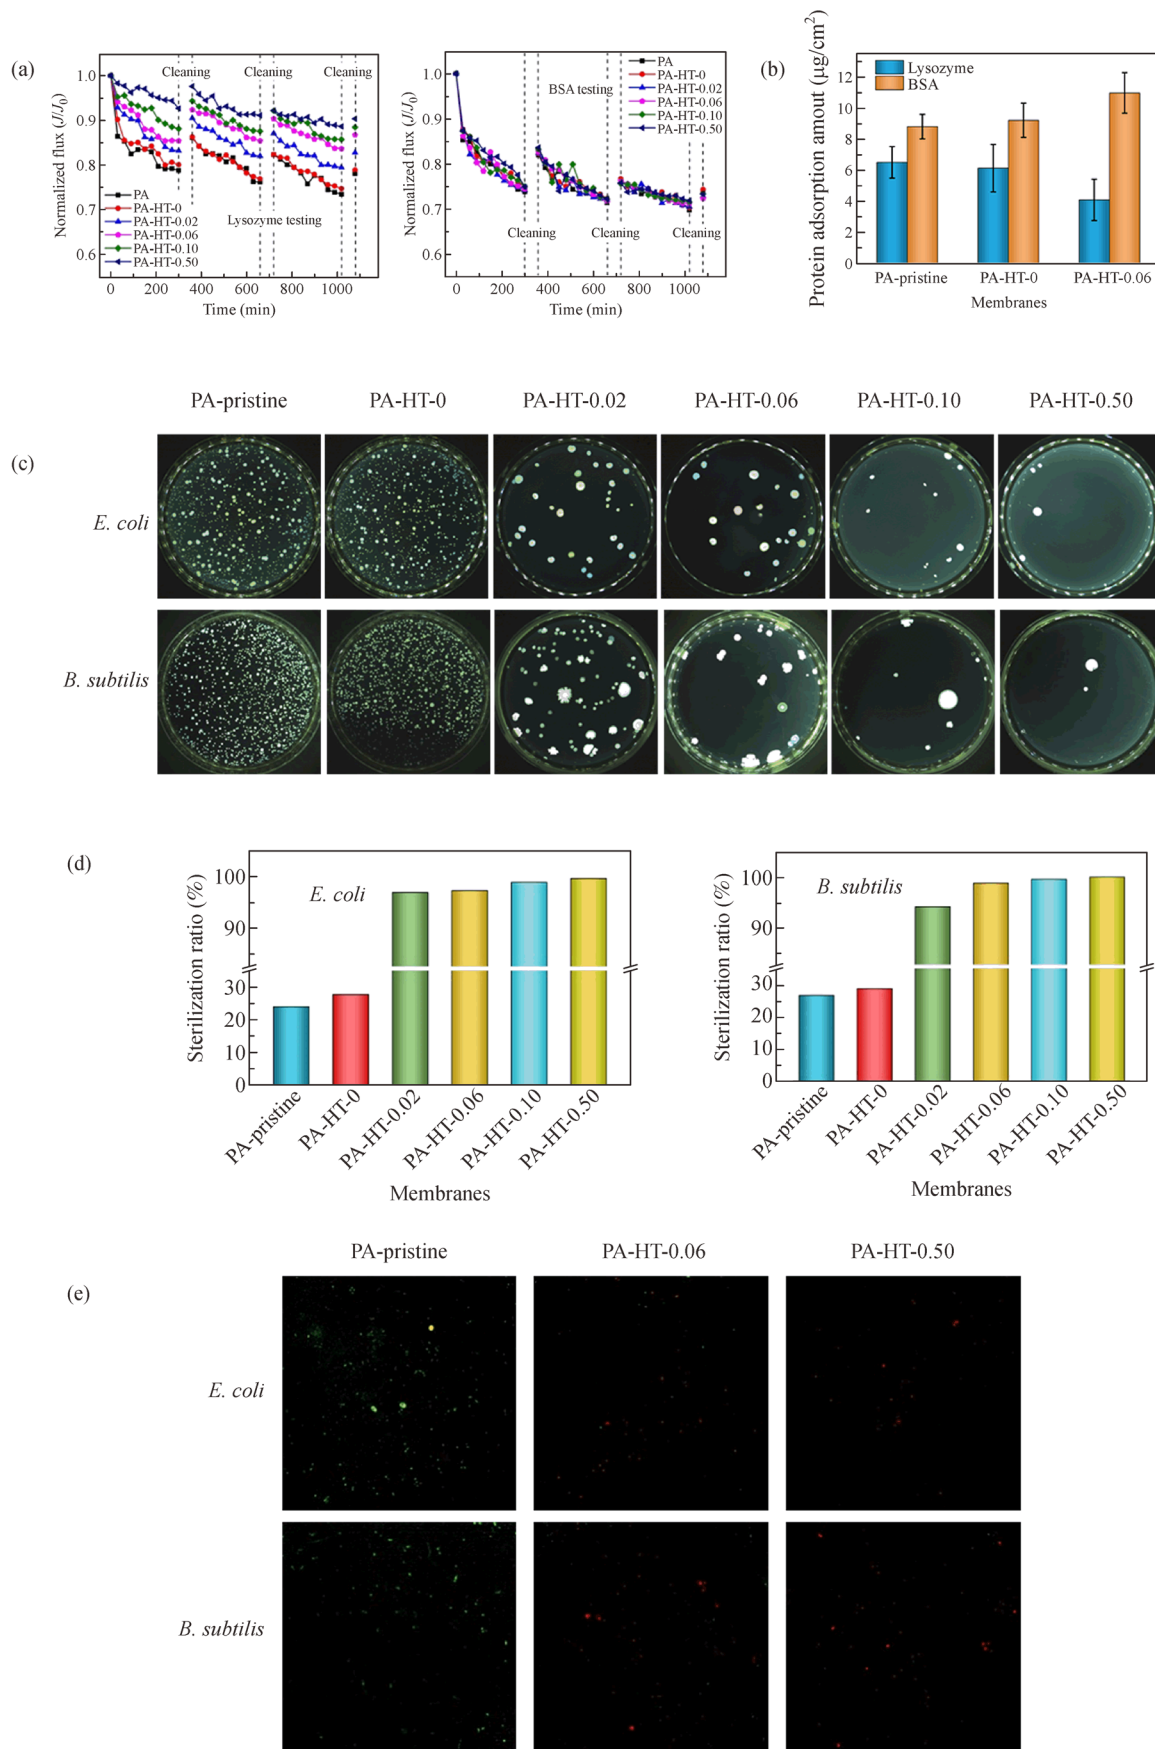 (a)
Normalized flux (J/J0)
1.0
0.9
0.8
0.7
0.6
Cleaning
Cleaning
Cleaning
PA
PA-HT-0
PA-HT-0.02
PA-HT-0.06
PA-HT-0.10
PA-HT-0.50
Lysozyme testing
0 200 400 600 800 1000
Time (min)
Normalized flux (J/J0)
1.0
0.9
0.8
0.7
0.6
BSA testing
PA
PA-HT-0
PA-HT-0.02
PA-HT-0.06
PA-HT-0.10
PA-HT-0.50
Cleaning
Cleaning
Cleaning
0 200 400 600 800 1000
Time (min)
(b)
Protein adsorption amout (μg/cm2)
12
10
8
6
4
2
0
Lysozyme
BSA
PA-pristine PA-HT-0 PA-HT-0.06
Membranes
PA-pristine PA-HT-0 PA-HT-0.02 PA-HT-0.06 PA-HT-0.10 PA-HT-0.50
(c)
E. coli
B. subtilis
(d)
Sterilization ratio (%)
100
90
30
20
10
0
E. coli
PA-pristine
PA-HT-0
PA-HT-0.02
PA-HT-0.06
PA-HT-0.10
PA-HT-0.50
Membranes
Sterilization ratio (%)
100
90
30
20
10
0
B. subtilis
PA-pristine
PA-HT-0
PA-HT-0.02
PA-HT-0.06
PA-HT-0.10
PA-HT-0.50
Membranes
PA-pristine PA-HT-0.06 PA-HT-0.50
(e)
E. coli
B. subtilis